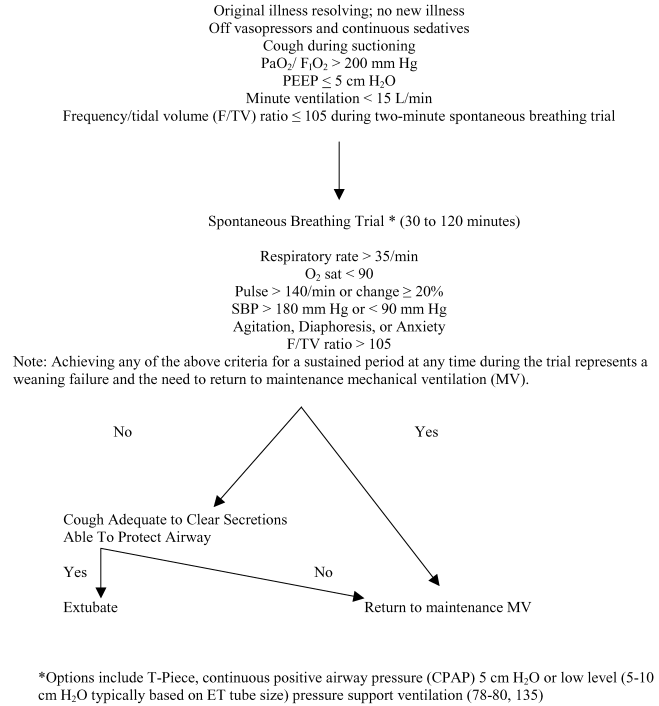 Original illness resolving; no new illness
Off vasopressors and continuous sedatives
Cough during suctioning
PaO₂/ FIO₂ > 200 mm Hg
PEEP ≤ 5 cm H₂O
Minute ventilation < 15 L/min
Frequency/tidal volume (F/TV) ratio ≤ 105 during two-minute spontaneous breathing trial
Spontaneous Breathing Trial * (30 to 120 minutes)
Respiratory rate > 35/min
O₂ sat < 90
Pulse > 140/min or change ≥ 20%
SBP > 180 mm Hg or < 90 mm Hg
Agitation, Diaphoresis, or Anxiety
F/TV ratio > 105
Note: Achieving any of the above criteria for a sustained period at any time during the trial represents a
weaning failure and the need to return to maintenance mechanical ventilation (MV).
No
Yes
Cough Adequate to Clear Secretions
Able To Protect Airway
Yes
No
Extubate
Return to maintenance MV
*Options include T-Piece, continuous positive airway pressure (CPAP) 5 cm H₂O or low level (5-10
cm H₂O typically based on ET tube size) pressure support ventilation (78-80, 135)